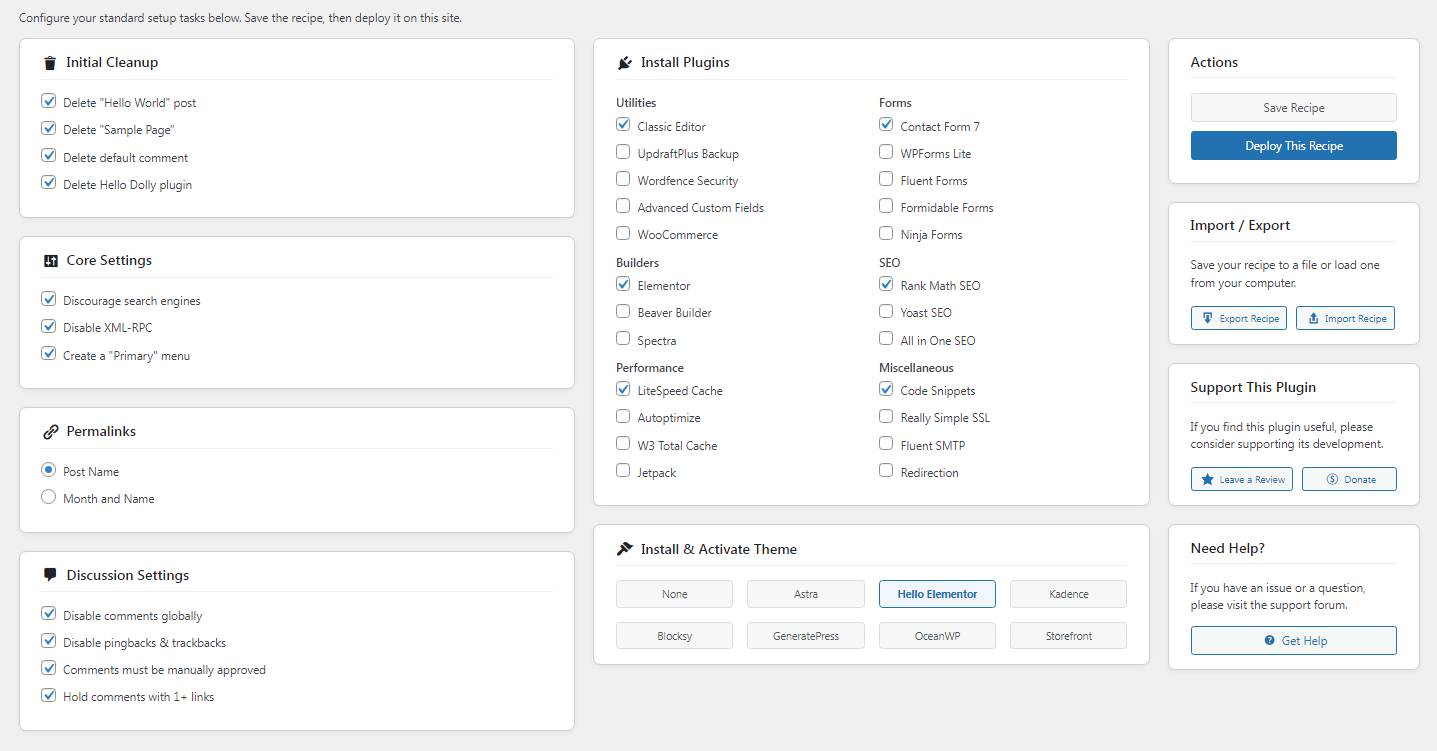 Configure your standard setup tasks below. Save the recipe, then deploy it on this site.
Initial Cleanup
Delete "Hello World" post
Delete "Sample Page"
Delete default comment
Delete Hello Dolly plugin
Core Settings
Discourage search engines
Disable XML-RPC
Create a "Primary" menu
Permalinks
Post Name
Month and Name
Discussion Settings
Disable comments globally
Disable pingbacks & trackbacks
Comments must be manually approved
Hold comments with 1+ links
Install Plugins
Utilities
Classic Editor
UpdraftPlus Backup
Wordfence Security
Advanced Custom Fields
WooCommerce
Builders
Elementor
Beaver Builder
Spectra
Performance
LiteSpeed Cache
Autoptimize
W3 Total Cache
Jetpack
Forms
Contact Form 7
WPForms Lite
Fluent Forms
Formidable Forms
Ninja Forms
SEO
Rank Math SEO
Yoast SEO
All in One SEO
Miscellaneous
Code Snippets
Really Simple SSL
Fluent SMTP
Redirection
Install & Activate Theme
None
Astra
Hello Elementor
Kadence
Blocksy
GeneratePress
OceanWP
Storefront
Actions
Save Recipe
Deploy This Recipe
Import / Export
Save your recipe to a file or load one
from your computer.
Export Recipe
Import Recipe
Support This Plugin
If you find this plugin useful, please
consider supporting its development.
Leave a Review
Donate
Need Help?
If you have an issue or a question,
please visit the support forum.
Get Help